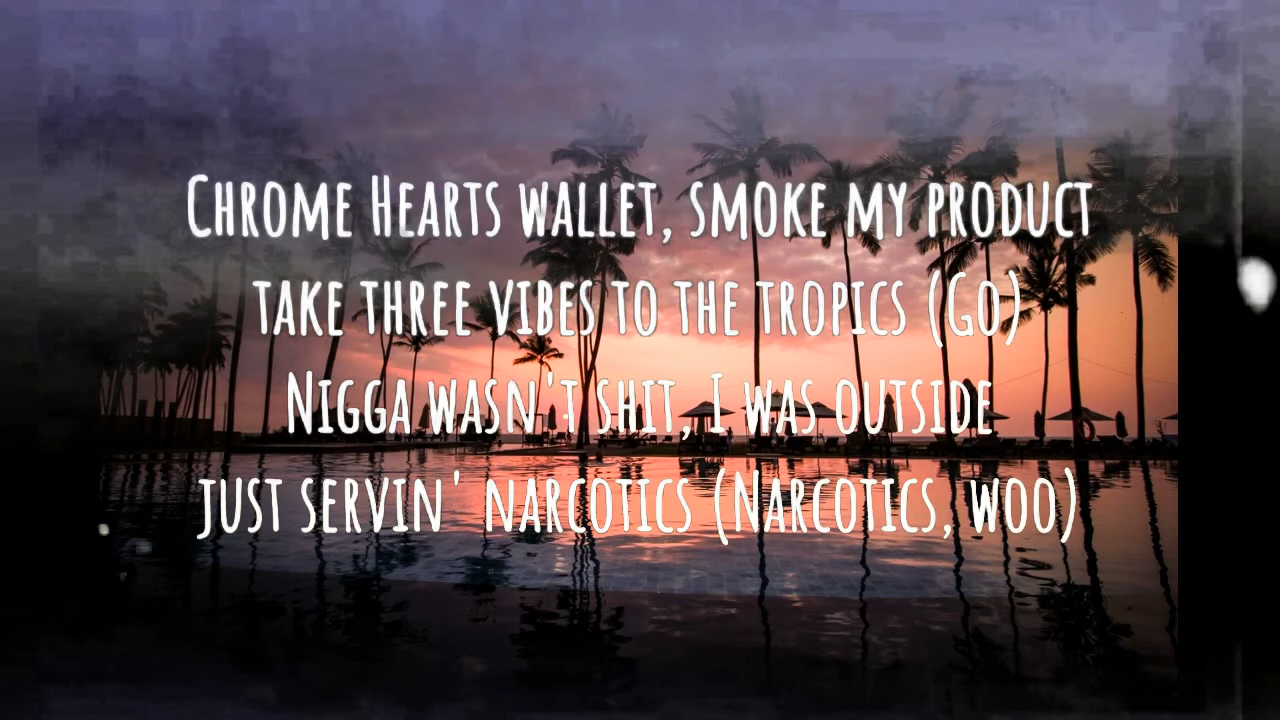 Chrome Hearts wallet, smoke my product
take three vibes to the tropics (Go)
Nigga wasn't shit, I was outside
just servin' narcotics (Narcotics, woo)